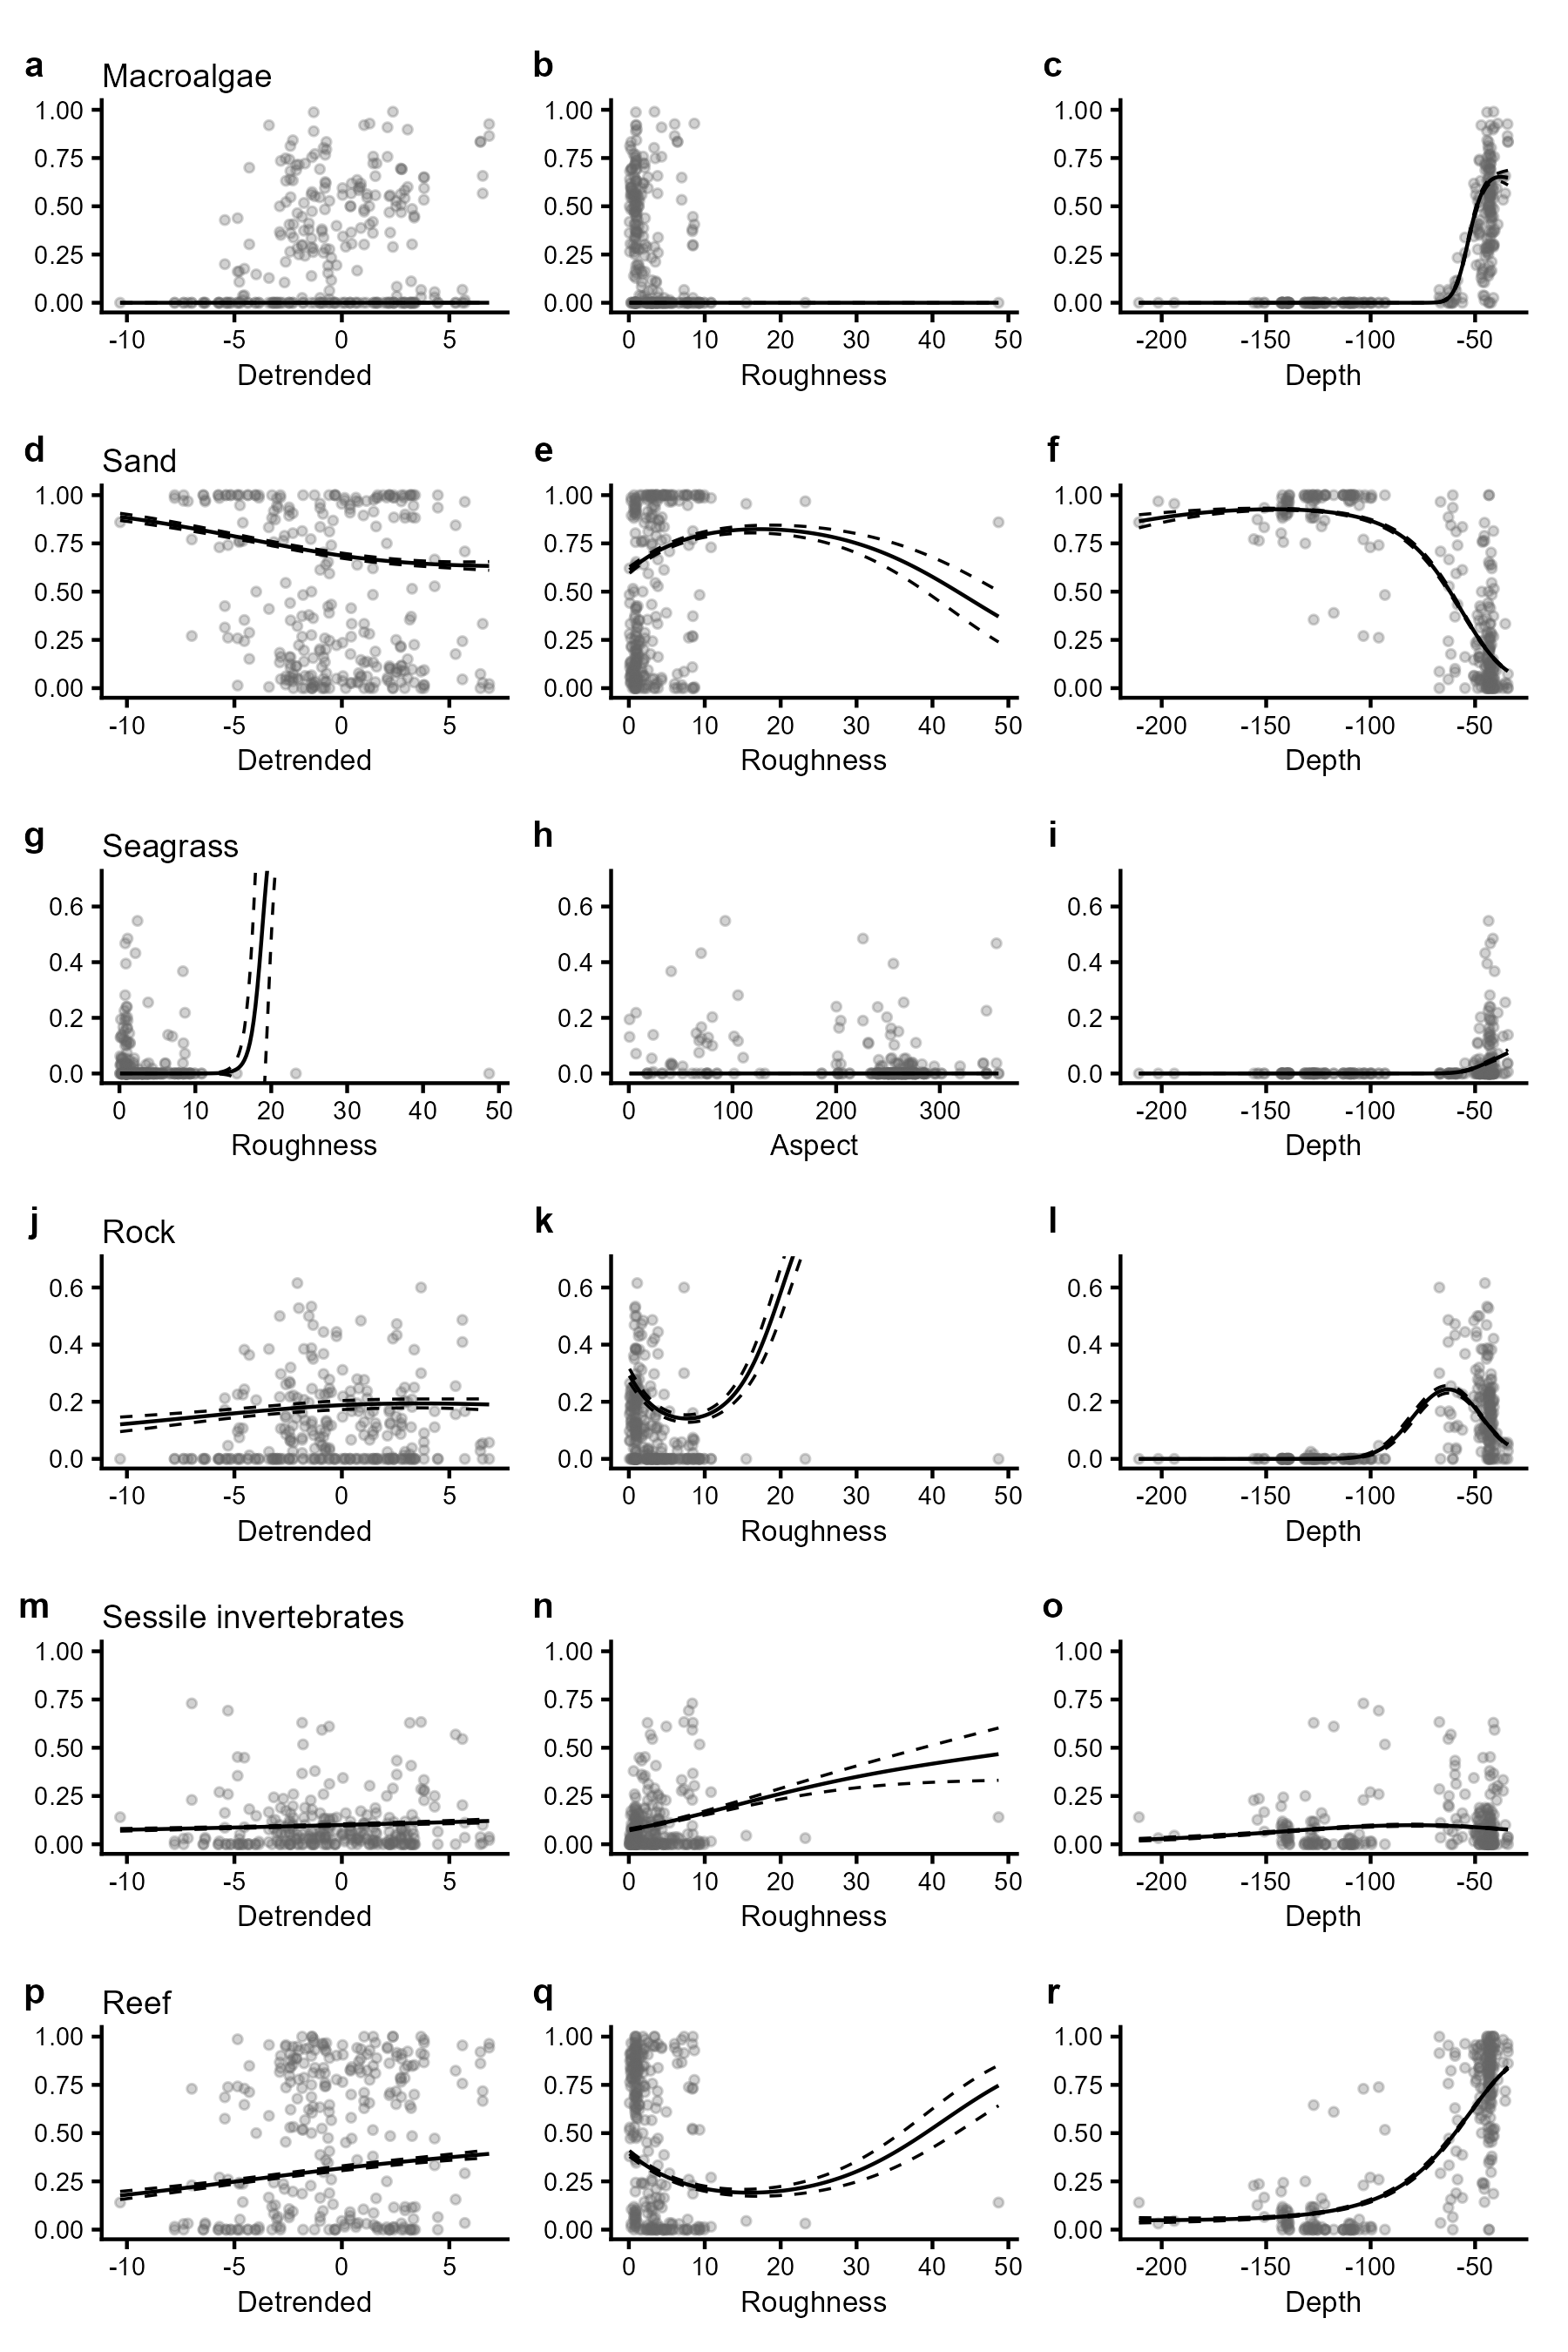 a b c
Macroalgae
1.00 1.00 1.00
0.75 0.75 0.75
0.50 0.50 0.50
0.25 0.25 0.25
0.00 0.00 0.00
-10 -5 0 5 0 10 20 30 40 50 -200 -150 -100 -50
Detrended Roughness Depth
d e f
Sand
1.00 1.00 1.00
0.75 0.75 0.75
0.50 0.50 0.50
0.25 0.25 0.25
0.00 0.00 0.00
-10 -5 0 5 0 10 20 30 40 50 -200 -150 -100 -50
Detrended Roughness Depth
g h i
Seagrass
0.6 0.6 0.6
0.4 0.4 0.4
0.2 0.2 0.2
0.0 0.0 0.0
0 10 20 30 40 50 0 100 200 300 -200 -150 -100 -50
Roughness Aspect Depth
j k l
Rock
0.6 0.6 0.6
0.4 0.4 0.4
0.2 0.2 0.2
0.0 0.0 0.0
-10 -5 0 5 0 10 20 30 40 50 -200 -150 -100 -50
Detrended Roughness Depth
m n o
Sessile invertebrates
1.00 1.00 1.00
0.75 0.75 0.75
0.50 0.50 0.50
0.25 0.25 0.25
0.00 0.00 0.00
-10 -5 0 5 0 10 20 30 40 50 -200 -150 -100 -50
Detrended Roughness Depth
p q r
Reef
1.00 1.00 1.00
0.75 0.75 0.75
0.50 0.50 0.50
0.25 0.25 0.25
0.00 0.00 0.00
-10 -5 0 5 0 10 20 30 40 50 -200 -150 -100 -50
Detrended Roughness Depth